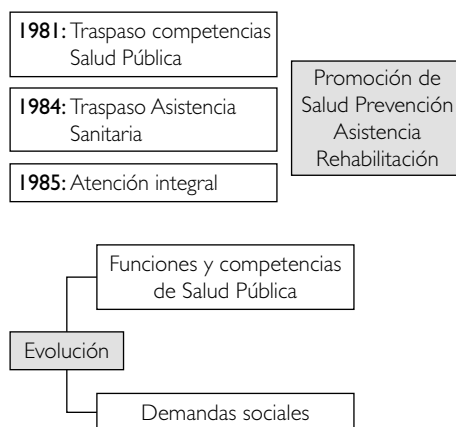 1981: Traspaso competencias
Salud Pública
1984: Traspaso Asistencia
Sanitaria
1985: Atención integral
Promoción de
Salud Prevención
Asistencia
Rehabilitación
Funciones y competencias
de Salud Pública
Evolución
Demandas sociales